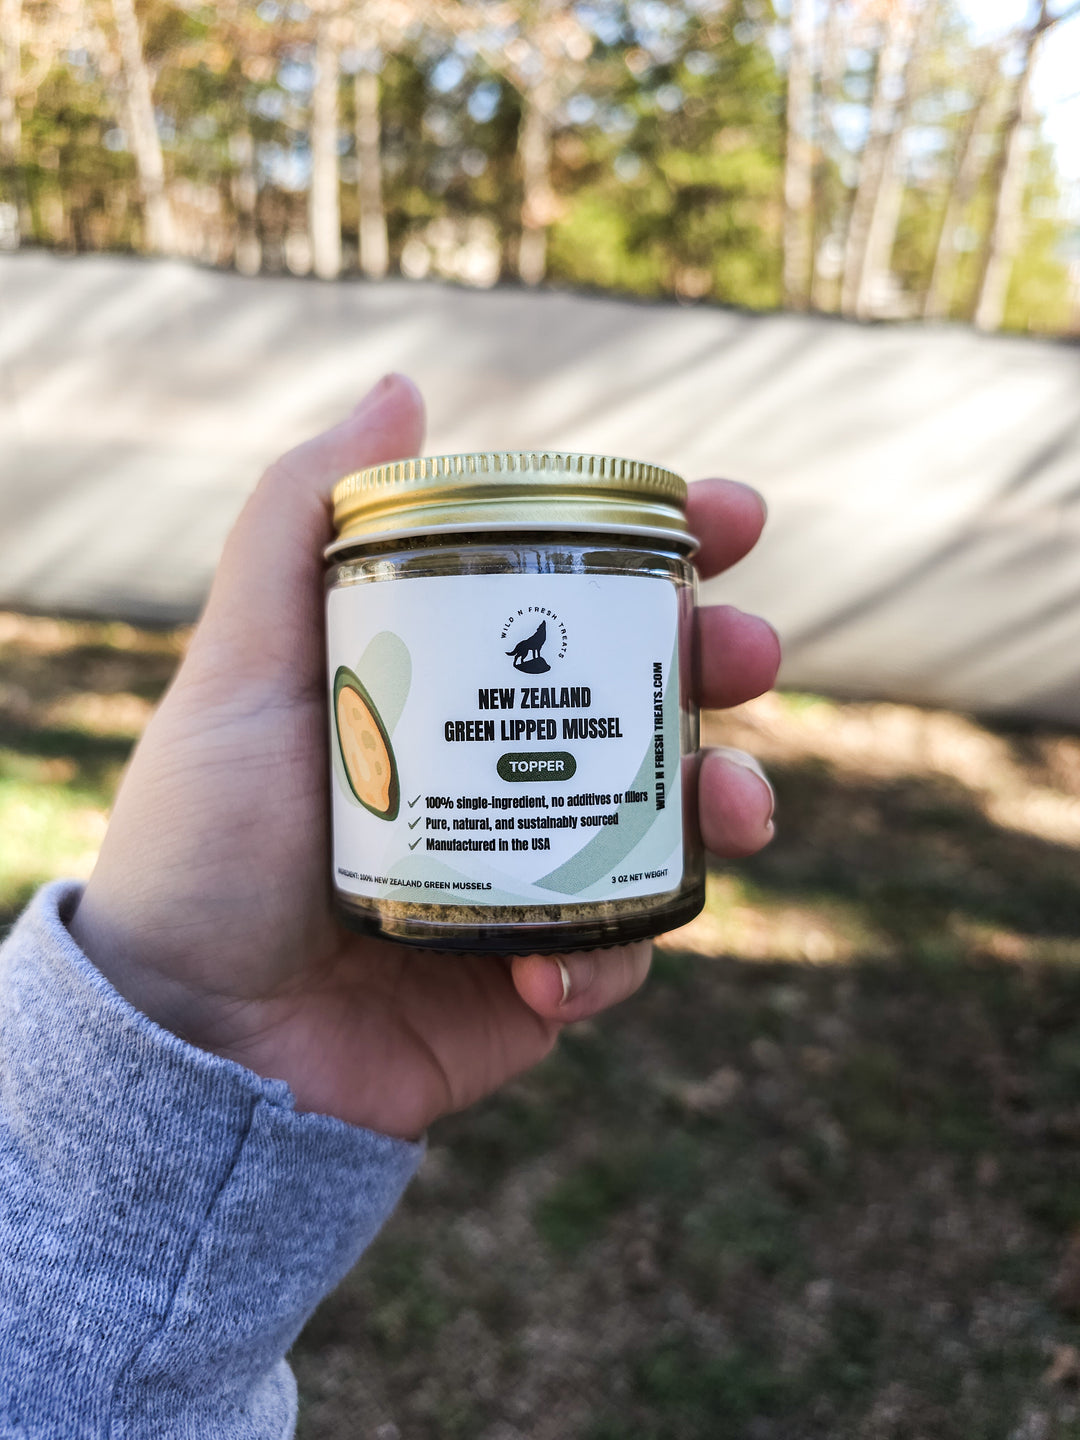 WILD N FRESH TREATS
NEW ZEALAND
GREEN LIPPED MUSSEL
TOPPER
100% single-ingredient, no additives or fillers
Pure, natural, and sustainably sourced
Manufactured in the USA
INGREDIENT: 100% NEW ZEALAND GREEN MUSSELS
3 OZ NET WEIGHT
WILD N FRESH TREATS.COM